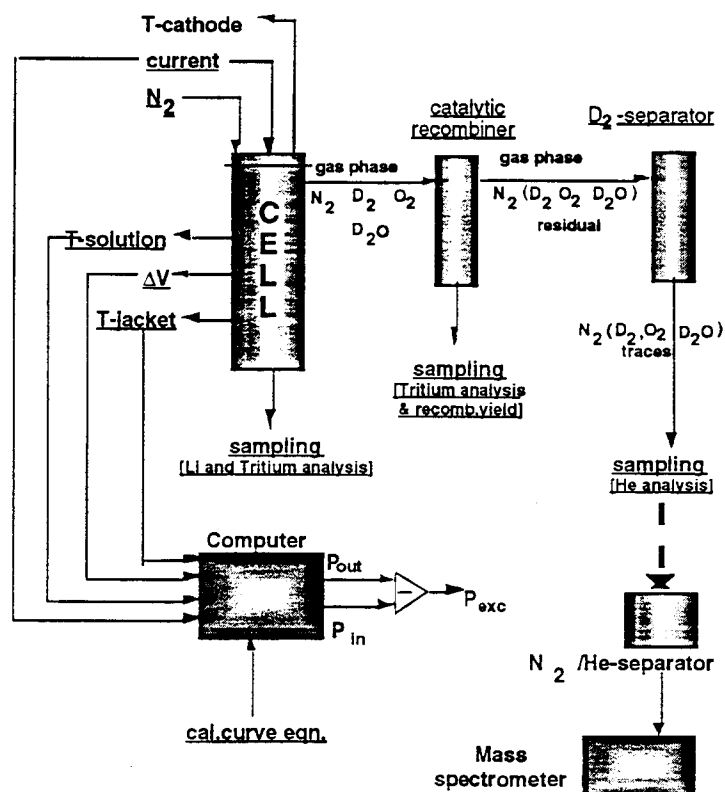 T-cathode
current
N2
catalytic
recombiner
D2-separator
gas phase
N2 D2 O2
D2O
gas phase
N2 (D2 O2 D2O)
residual
CELL
T-solution
ΔV
T-jacket
N2 (D2,O2 D2O)
traces
sampling
[Li and Tritium analysis]
sampling
[Tritium analysis
& recomb.yield]
sampling
[He analysis]
Computer
Pout
P in
−
Pexc
N 2 /He-separator
cal.curve eqn.
Mass
spectrometer